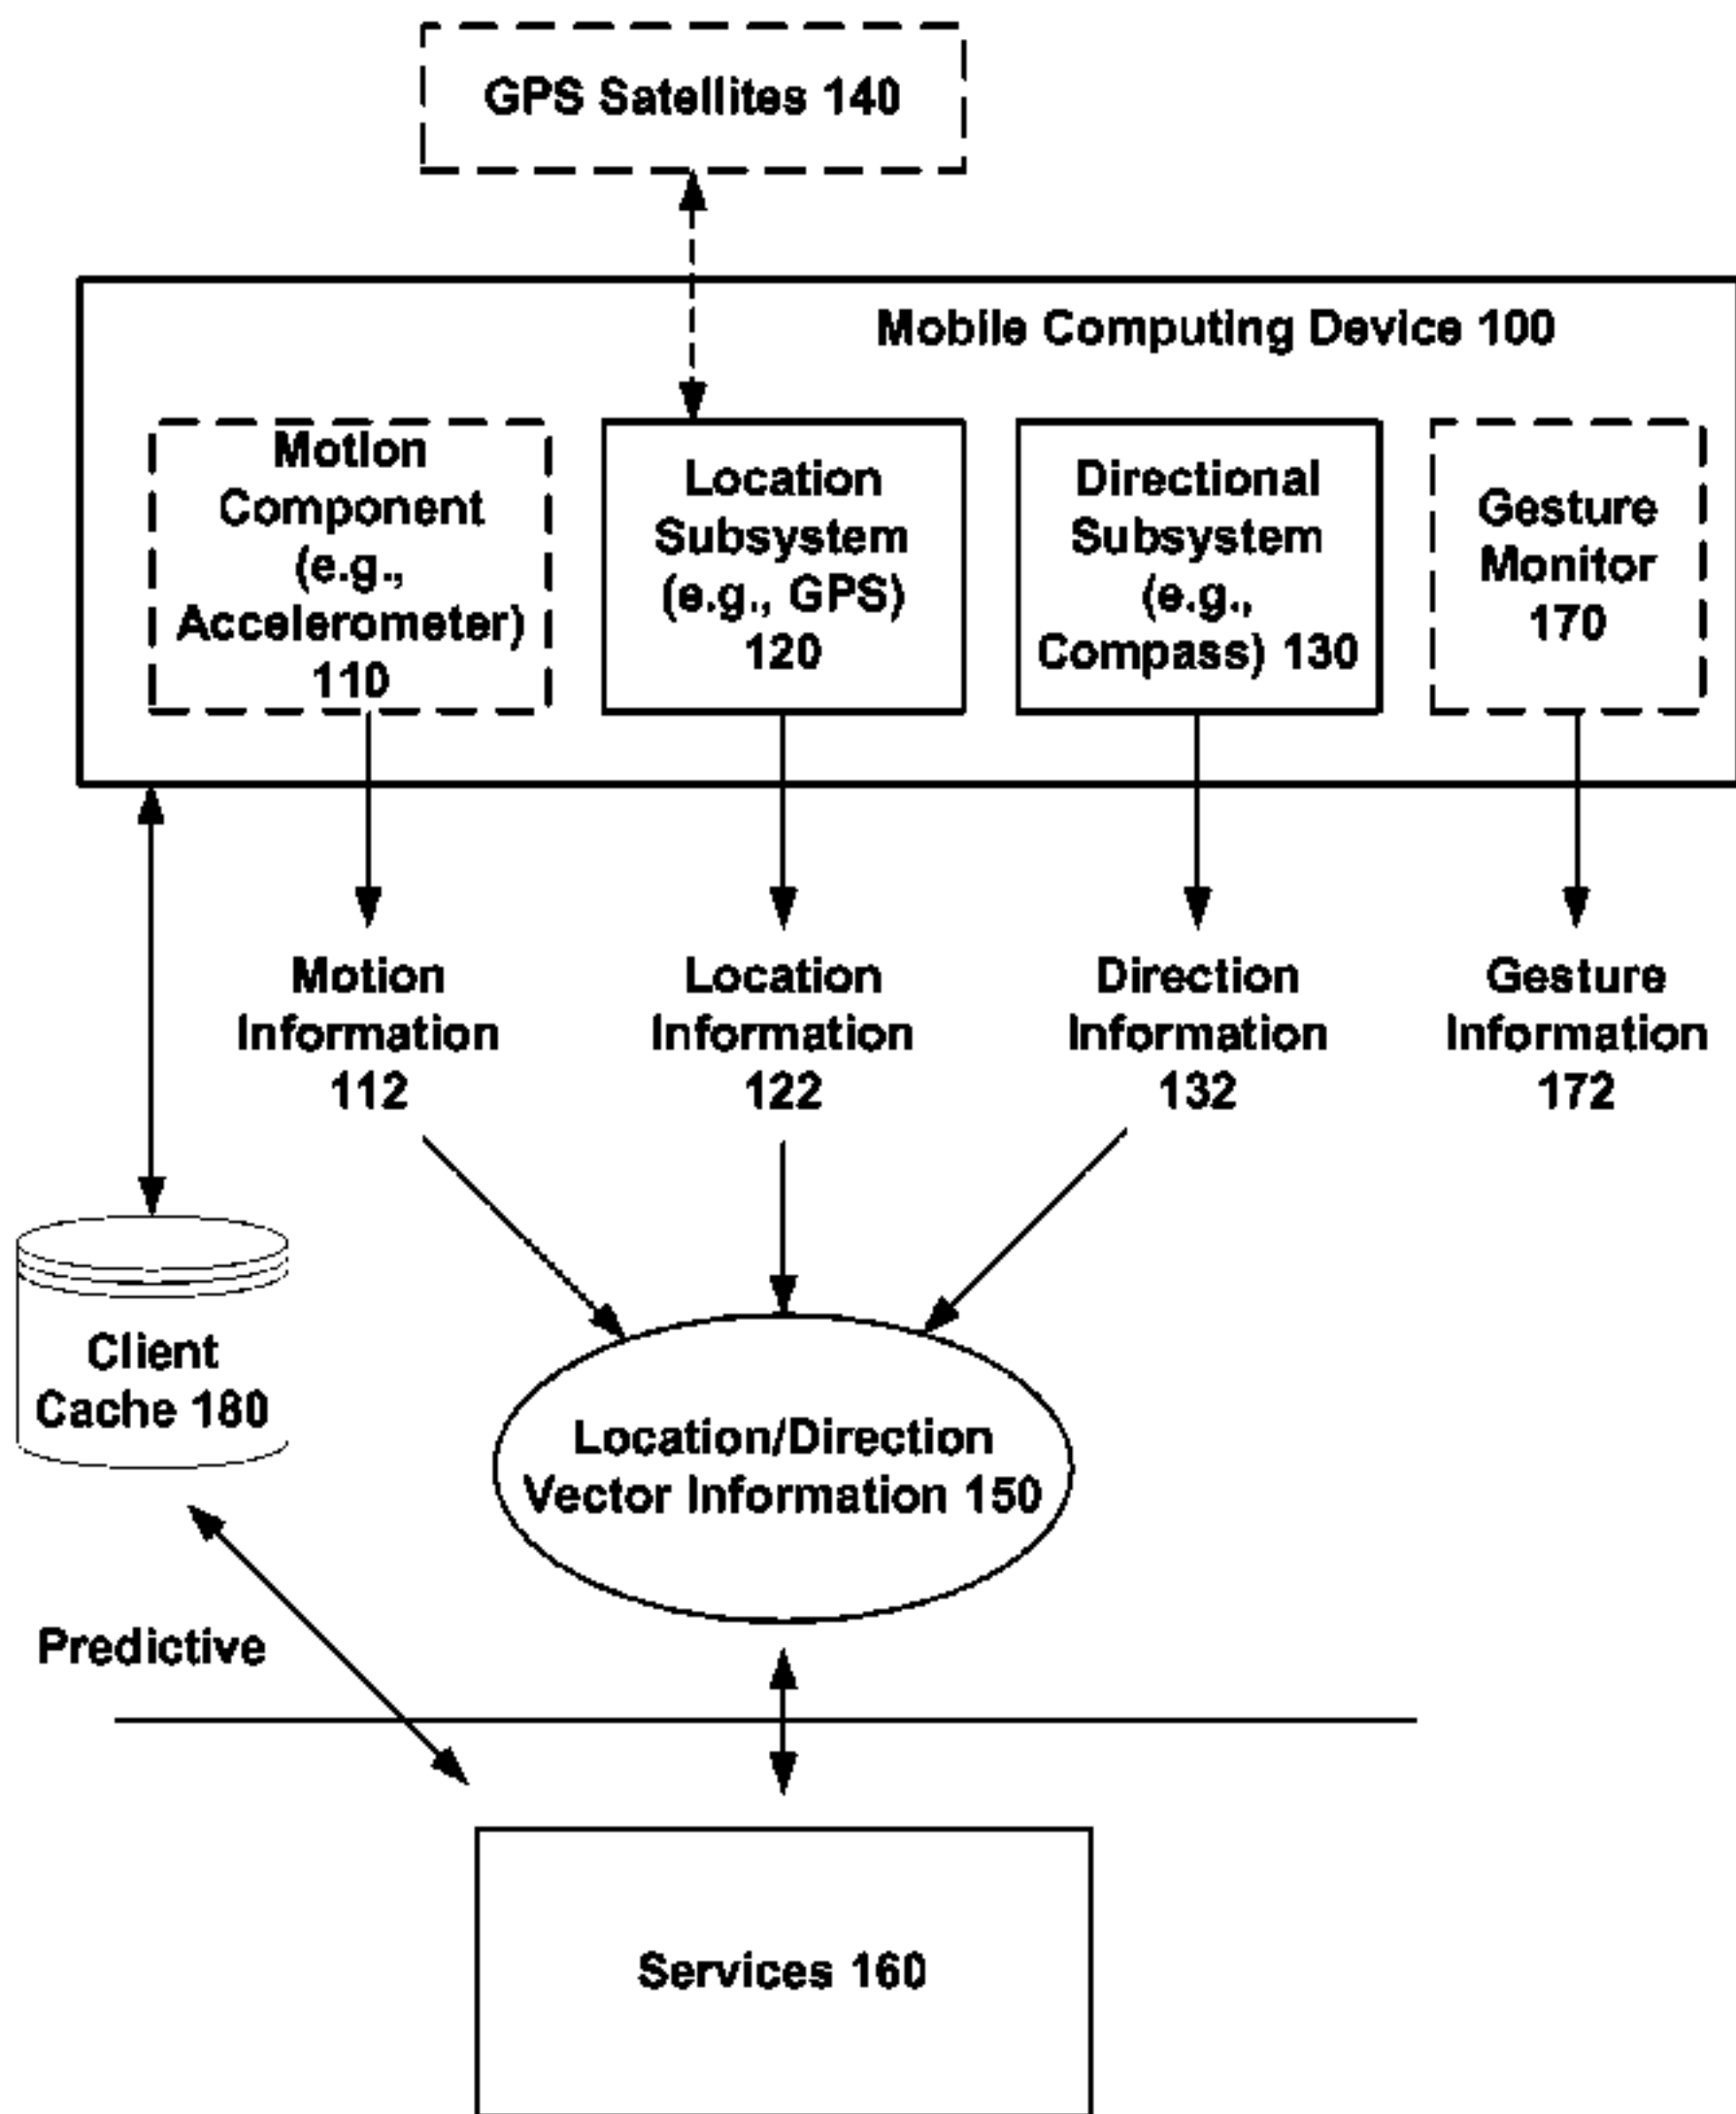 GPS Satellites 140
Mobile Computing Device 100
Motion
Component
(e.g.,
Accelerometer)
110
Location
Subsystem
(e.g., GPS)
120
Directional
Subsystem
(e.g.,
Compass) 130
Gesture
Monitor
170
Motion
Information
112
Location
Information
122
Direction
Information
132
Gesture
Information
172
Client
Cache 180
Location/Direction
Vector Information 150
Predictive
Services 160